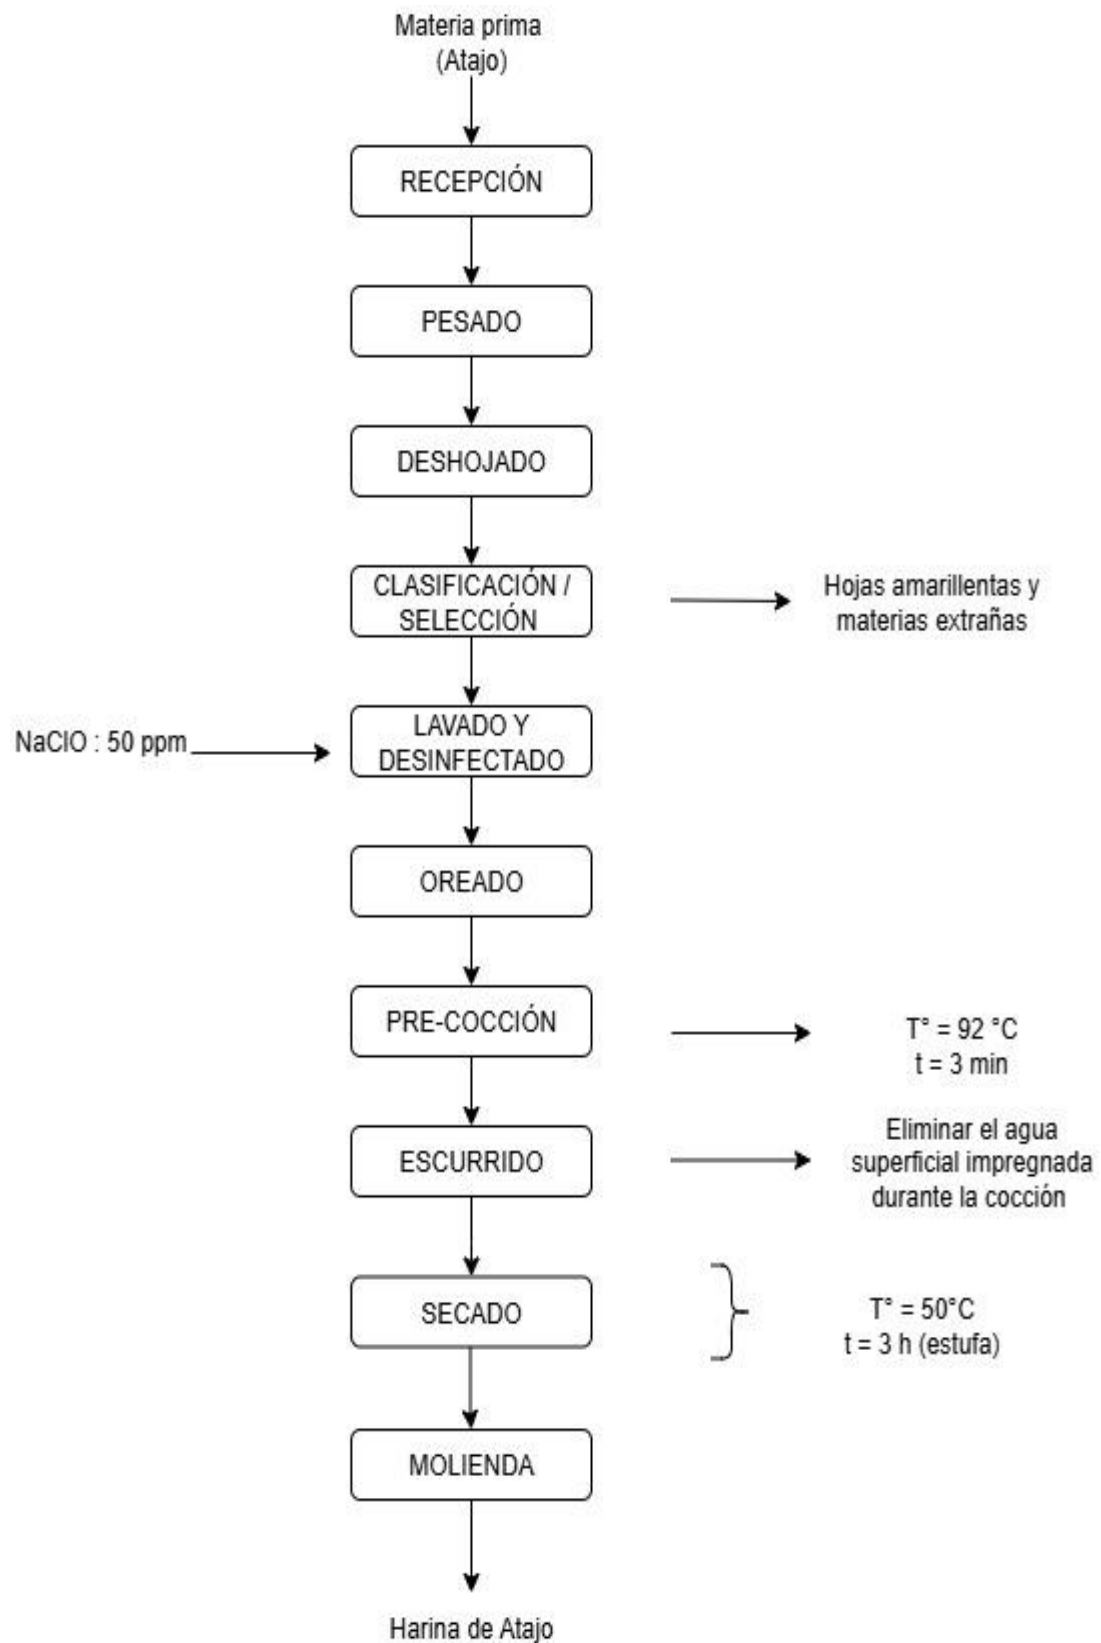 Materia prima
(Atajo)
RECEPCIÓN
PESADO
DESHOJADO
CLASIFICACIÓN /
SELECCIÓN
Hojas amarillentas y
materias extrañas
NaClO : 50 ppm
LAVADO Y
DESINFECTADO
OREADO
PRE-COCCIÓN
T° = 92 °C
t = 3 min
ESCURRIDO
Eliminar el agua
superficial impregnada
durante la cocción
SECADO
T° = 50°C
t = 3 h (estufa)
MOLIENDA
Harina de Atajo